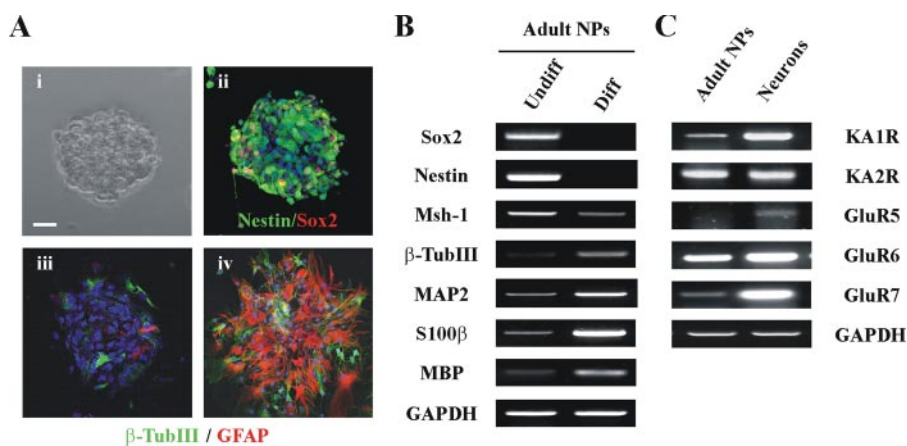 A
i
ii
Nestin/Sox2
iii
iv
β-TubIII / GFAP
B
Adult NPs
Undiff
Diff
Sox2
Nestin
Msh-1
β-TubIII
MAP2
S100β
MBP
GAPDH
C
Adult NPs
Neurons
KA1R
KA2R
GluR5
GluR6
GluR7
GAPDH